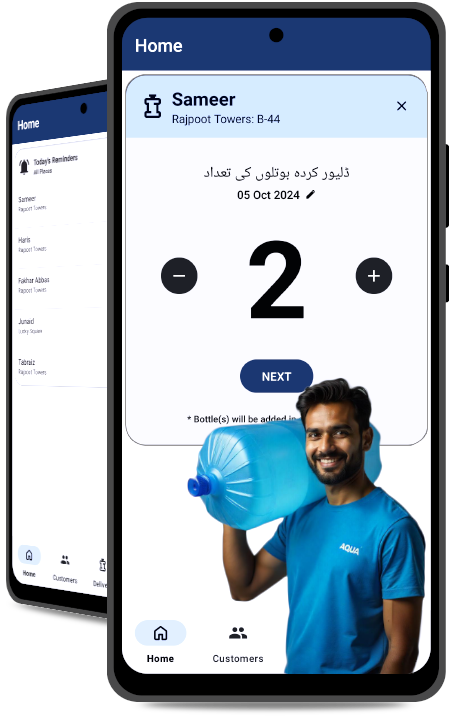 Home
Today's Reminders
All Places
Sameer
Rajpoot Towers
Haris
Rajpoot Towers
Fakhar Abbas
Rajpoot Towers
Junaid
Lucky Square
Tabraiz
Rajpoot Towers
Home
Customers
Home
Sameer
Rajpoot Towers: B-44
ڈلیور کردہ بوتلوں کی تعداد
05 Oct 2024
2
NEXT
* Bottle(s) will be added in
AQUA
Home
Customers